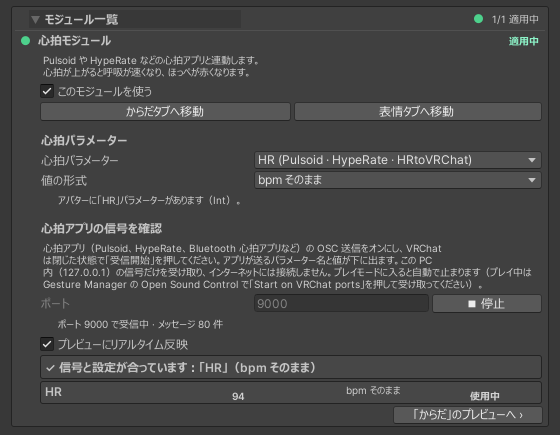 ▼ モジュール一覧
1/1 適用中
心拍モジュール
適用中
Pulsoid や HypeRate などの心拍アプリと連動します。
心拍が上がると呼吸が速くなり、ほっぺが赤くなります。
このモジュールを使う
からだタブへ移動
表情タブへ移動
心拍パラメーター
心拍パラメーター
HR (Pulsoid · HypeRate · HRtoVRChat)
値の形式
bpm そのまま
アバターに「HR」パラメーターがあります（Int）。
心拍アプリの信号を確認
心拍アプリ（Pulsoid、HypeRate、Bluetooth 心拍アプリなど）の OSC 送信をオンにし、VRChat
は閉じた状態で「受信開始」を押してください。アプリが送るパラメーター名と値が下に出ます。この PC
内（127.0.0.1）の信号だけを受け取り、インターネットには接続しません。プレイモードに入ると自動で止まります（プレイ中は
Gesture Manager の Open Sound Control で「Start on VRChat ports」を押して受け取ってください）。
ポート
9000
■ 停止
ポート 9000 で受信中 · メッセージ 80 件
プレビューにリアルタイム反映
✓ 信号と設定が合っています：「HR」（bpm そのまま）
HR
94
bpm そのまま
使用中
「からだ」のプレビューへ ›